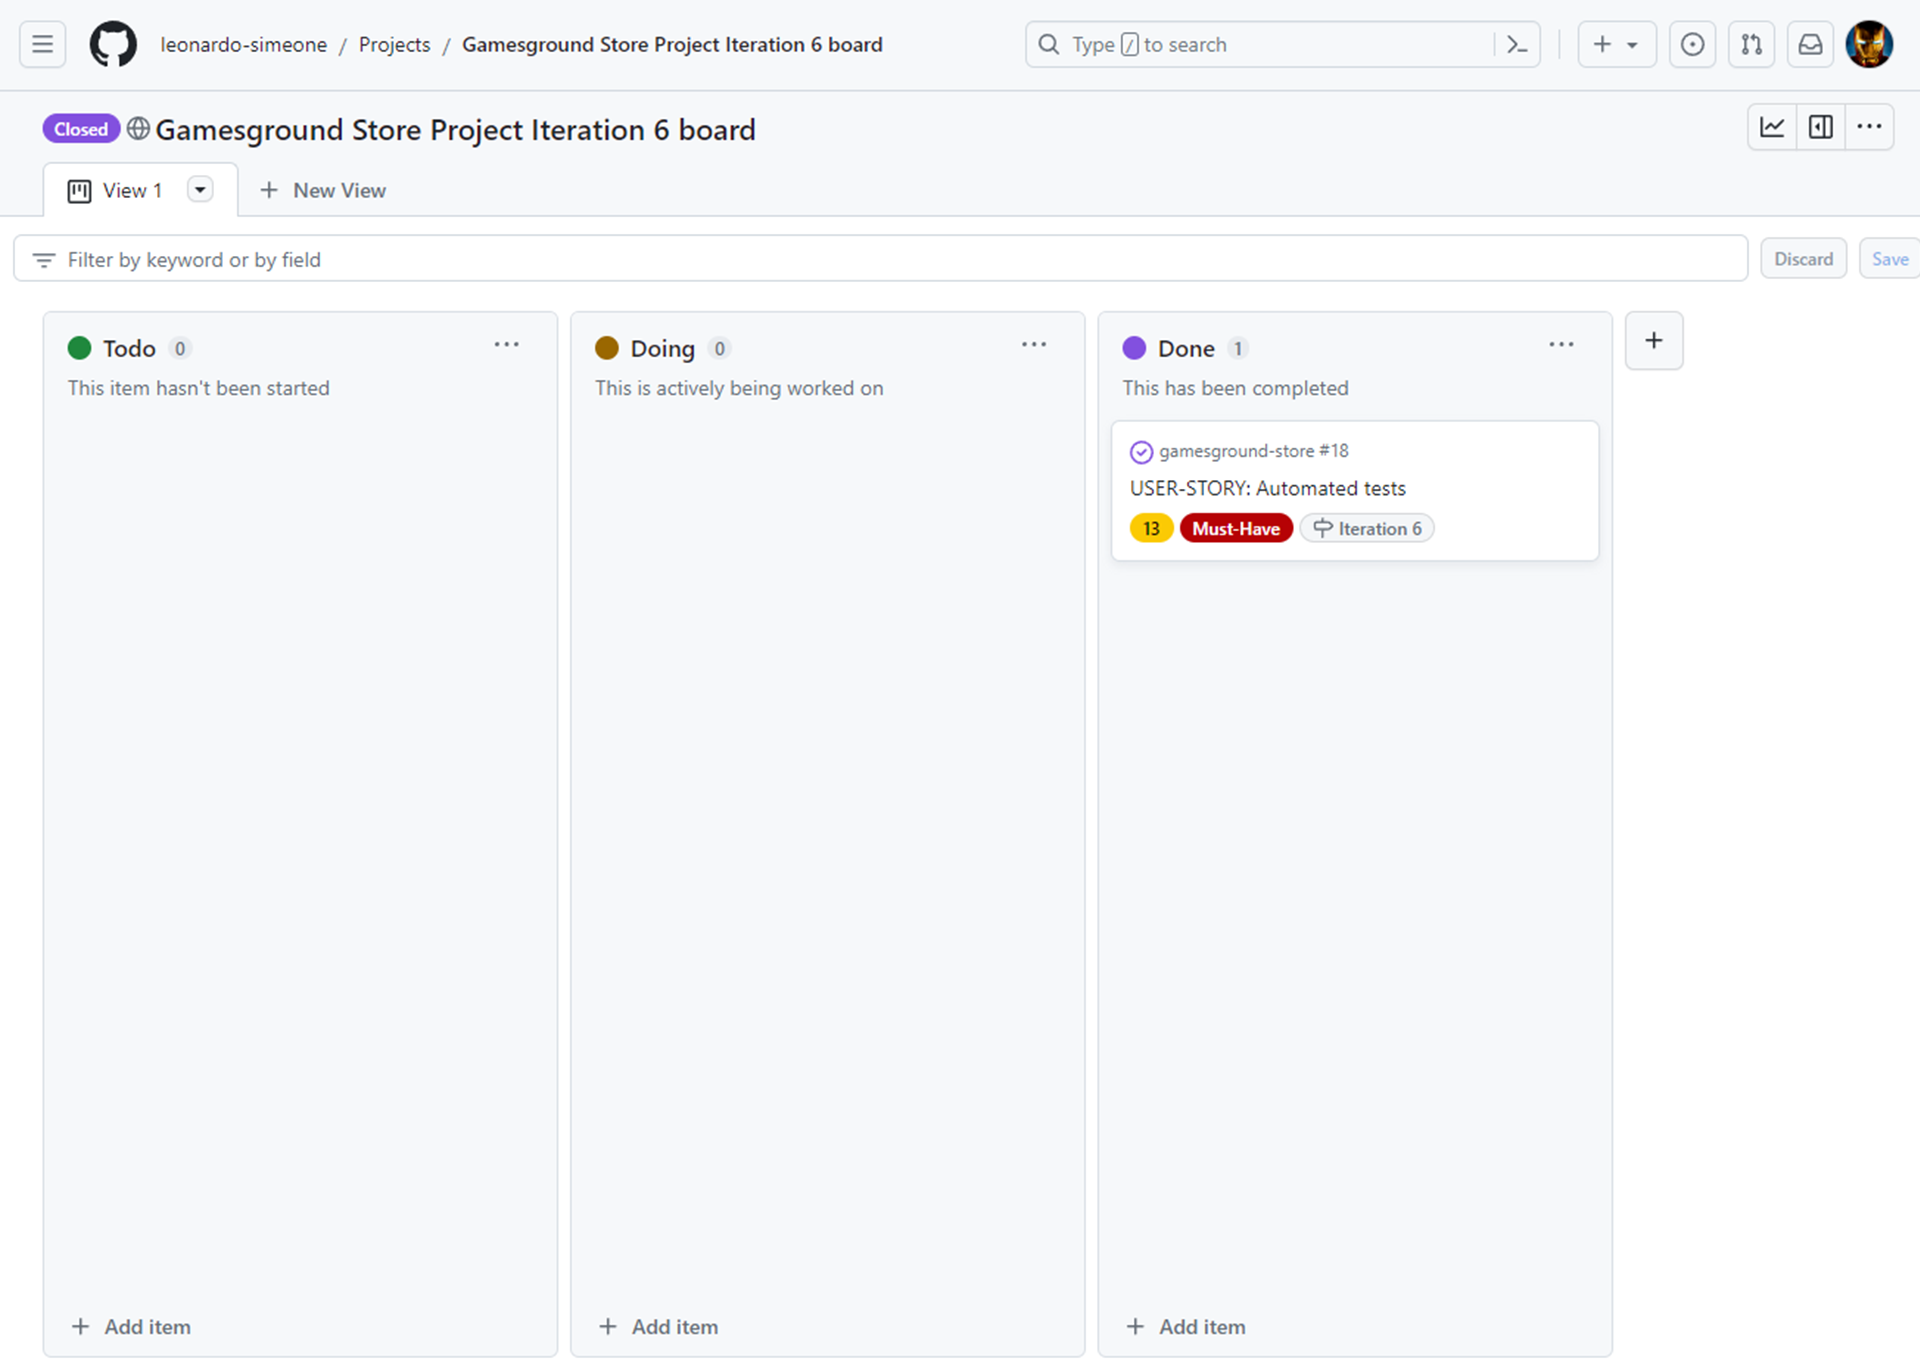 leonardo-simeone / Projects / Gamesground Store Project Iteration 6 board
Type / to search
Closed Gamesground Store Project Iteration 6 board
View 1
New View
Filter by keyword or by field
Discard
Save
Todo 0
This item hasn't been started
Doing 0
This is actively being worked on
Done 1
This has been completed
gamesground-store #18
USER-STORY: Automated tests
13 Must-Have Iteration 6
Add item
Add item
Add item